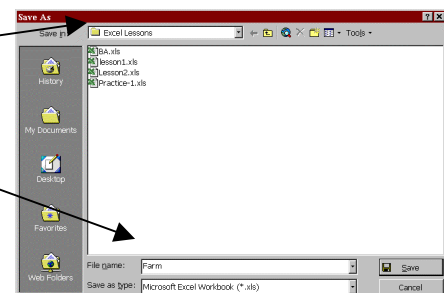 Save As
Save in: Excel Lessons Tools
BA.xls
lesson1.xls
Lesson2.xls
Practice-1.xls
History
My Documents
Desktop
Favorites
Web Folders
File name: Farm Save
Save as type: Microsoft Excel Workbook (*.xls) Cancel